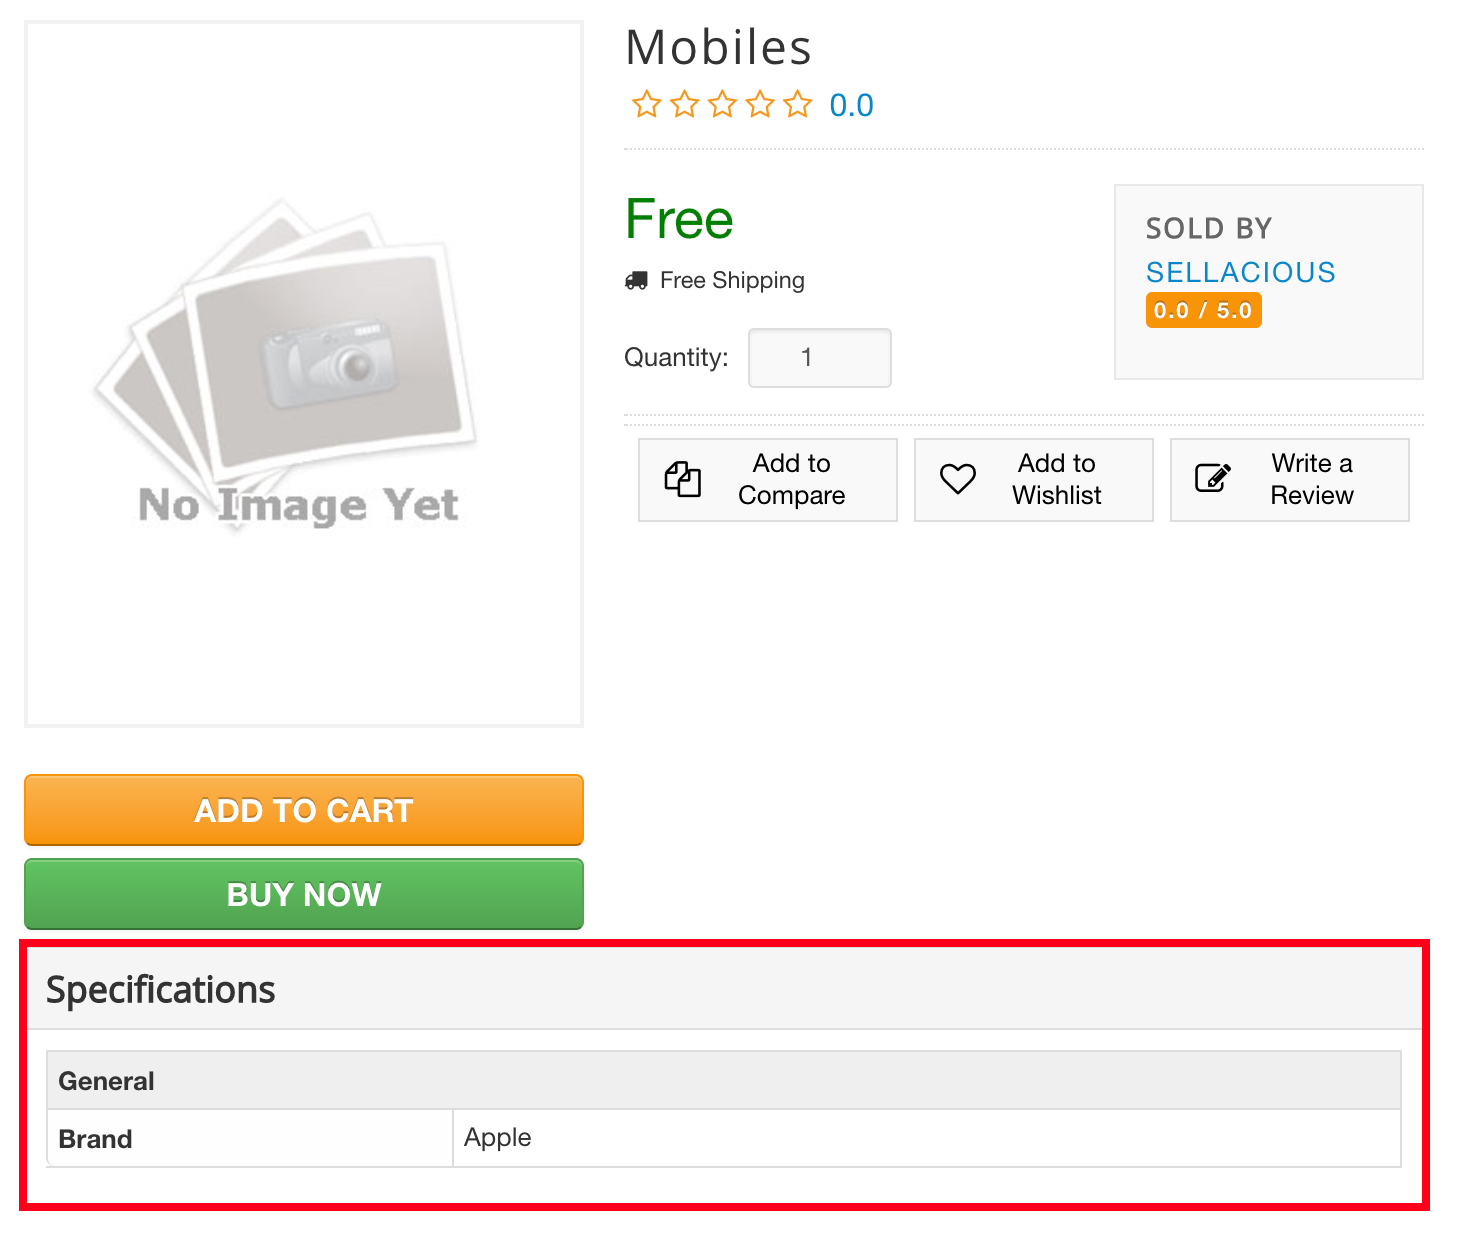 Mobiles
0.0
Free
Free Shipping
Quantity: 1
SOLD BY
SELLACIOUS
0.0 / 5.0
Add to
Compare
Add to
Wishlist
Write a
Review
No Image Yet
ADD TO CART
BUY NOW
Specifications
General
Brand Apple